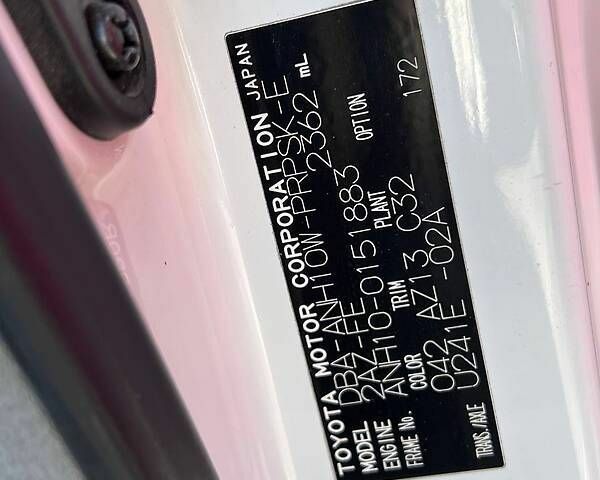 TOYOTA MOTOR CORPORATION JAPAN
MODEL DBA-ANH10W-PRPSK-E
ENGINE 2AZ-FE 2362 mL
FRAME No. ANH10-0151883
COLOR TRIM PLANT OPTION
042 AZ13 C32 172
TRANS./AXLE U241E -02A